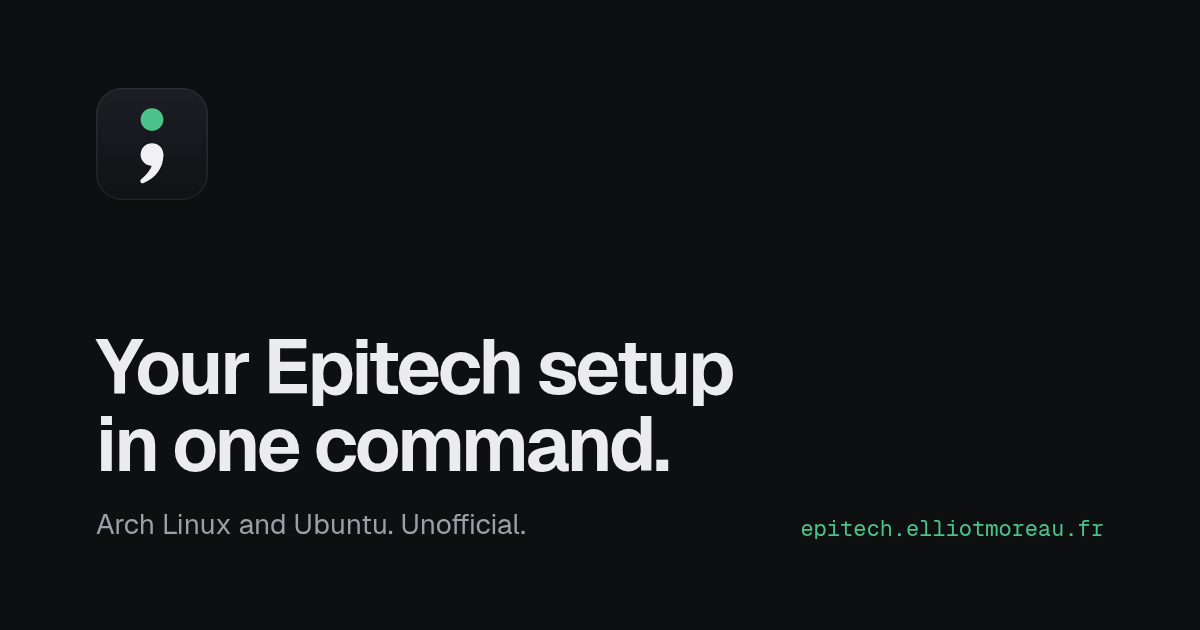 Your Epitech setup
in one command.
Arch Linux and Ubuntu. Unofficial.
epitech.elliotmoreau.fr